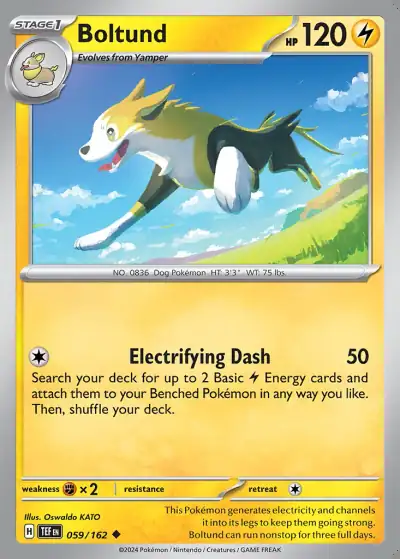 STAGE 1 Boltund HP 120
Evolves from Yamper
NO. 0836 Dog Pokémon HT: 3'3" WT: 75 lbs.
Electrifying Dash 50
Search your deck for up to 2 Basic Energy cards and
attach them to your Benched Pokémon in any way you like.
Then, shuffle your deck.
weakness ×2 resistance retreat
Illus. Oswaldo KATO
H TEF EN 059/162
This Pokémon generates electricity and channels
it into its legs to keep them going strong.
Boltund can run nonstop for three full days.
©2024 Pokémon / Nintendo / Creatures / GAME FREAK